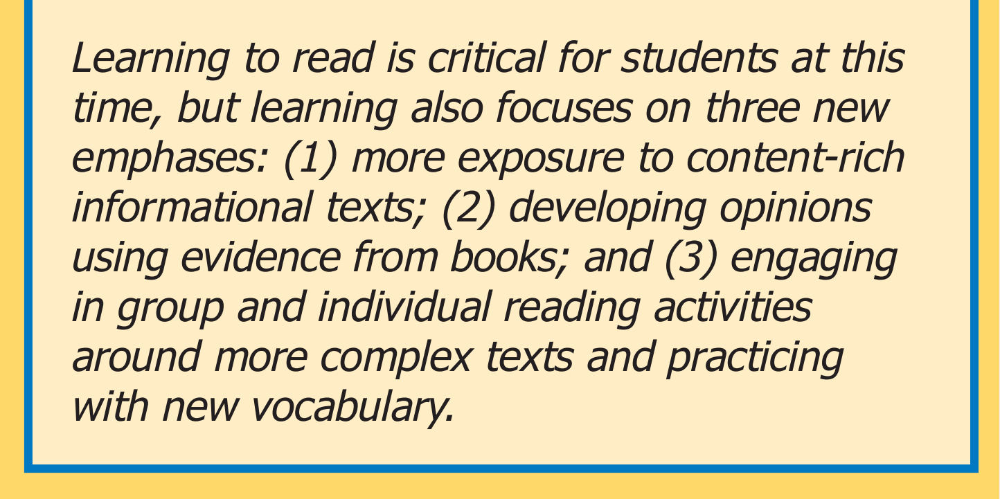 Learning to read is critical for students at this
time, but learning also focuses on three new
emphases: (1) more exposure to content-rich
informational texts; (2) developing opinions
using evidence from books; and (3) engaging
in group and individual reading activities
around more complex texts and practicing
with new vocabulary.